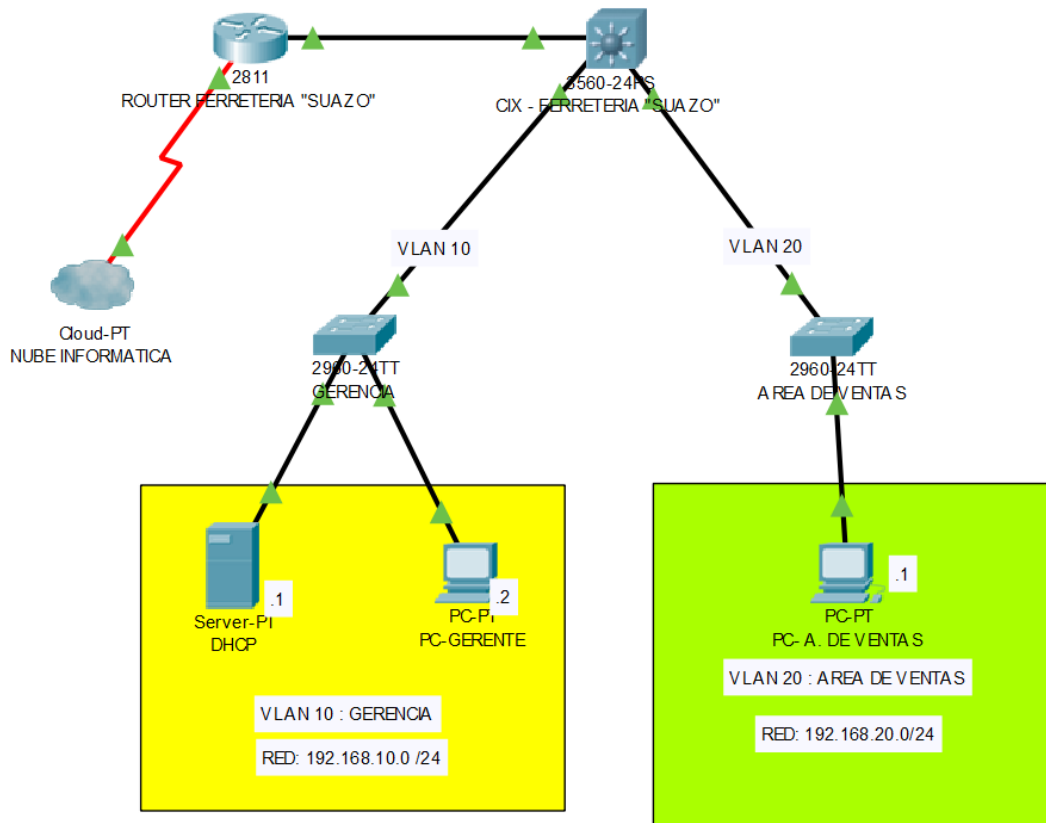 2811
ROUTER FERRETERIA "SUAZO"
3560-24PS
CIX - FERRETERIA "SUAZO"
VLAN 10
VLAN 20
Cloud-PT
NUBE INFORMATICA
2960-24TT
GERENCIA
2960-24TT
AREA DE VENTAS
.1
Server-PT
DHCP
.2
PC-PT
PC-GERENTE
.1
PC-PT
PC- A. DE VENTAS
VLAN 10 : GERENCIA
RED: 192.168.10.0 /24
VLAN 20 : AREA DE VENTAS
RED: 192.168.20.0/24